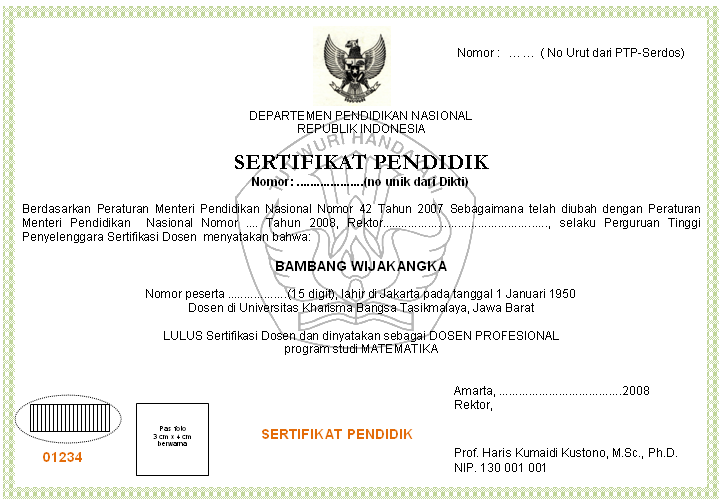 Nomor : …… ( No Urut dari PTP-Serdos)
DEPARTEMEN PENDIDIKAN NASIONAL
REPUBLIK INDONESIA
TUT WURI HANDAYANI
SERTIFIKAT PENDIDIK
Nomor: ....................(no unik dari Dikti)
Berdasarkan Peraturan Menteri Pendidikan Nasional Nomor 42 Tahun 2007 Sebagaimana telah diubah dengan Peraturan
Menteri Pendidikan Nasional Nomor .... Tahun 2008, Rektor................................................., selaku Perguruan Tinggi
Penyelenggara Sertifikasi Dosen menyatakan bahwa:
BAMBANG WIJAKANGKA
Nomor peserta ..................(15 digit), lahir di Jakarta pada tanggal 1 Januari 1950
Dosen di Universitas Kharisma Bangsa Tasikmalaya, Jawa Barat
LULUS Sertifikasi Dosen dan dinyatakan sebagai DOSEN PROFESIONAL
program studi MATEMATIKA
Amarta, .....................................2008
Rektor,
Pas foto
3 cm x 4 cm
berwarna
SERTIFIKAT PENDIDIK
01234
Prof. Haris Kumaidi Kustono, M.Sc., Ph.D.
NIP. 130 001 001